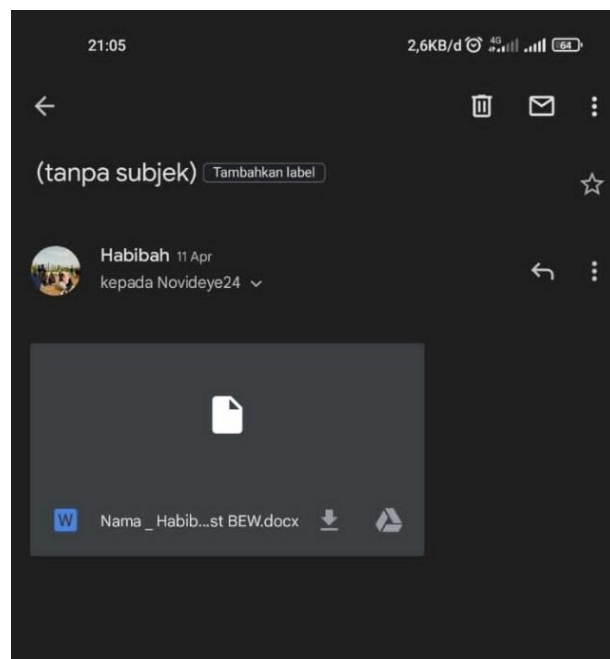 21:05 2,6KB/d 4G 64
(tanpa subjek) Tambahkan label
Habibah 11 Apr
kepada Novideye24
W Nama _ Habib...st BEW.docx